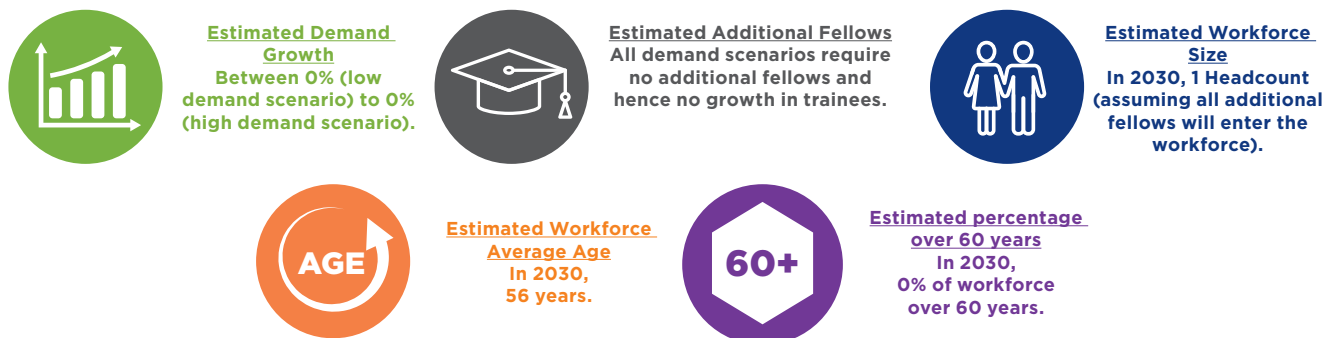 Estimated Demand
Growth
Between 0% (low
demand scenario) to 0%
(high demand scenario).
Estimated Additional Fellows
All demand scenarios require
no additional fellows and
hence no growth in trainees.
Estimated Workforce
Size
In 2030, 1 Headcount
(assuming all additional
fellows will enter the
workforce).
AGE
Estimated Workforce
Average Age
In 2030,
56 years.
60+
Estimated percentage
over 60 years
In 2030,
0% of workforce
over 60 years.